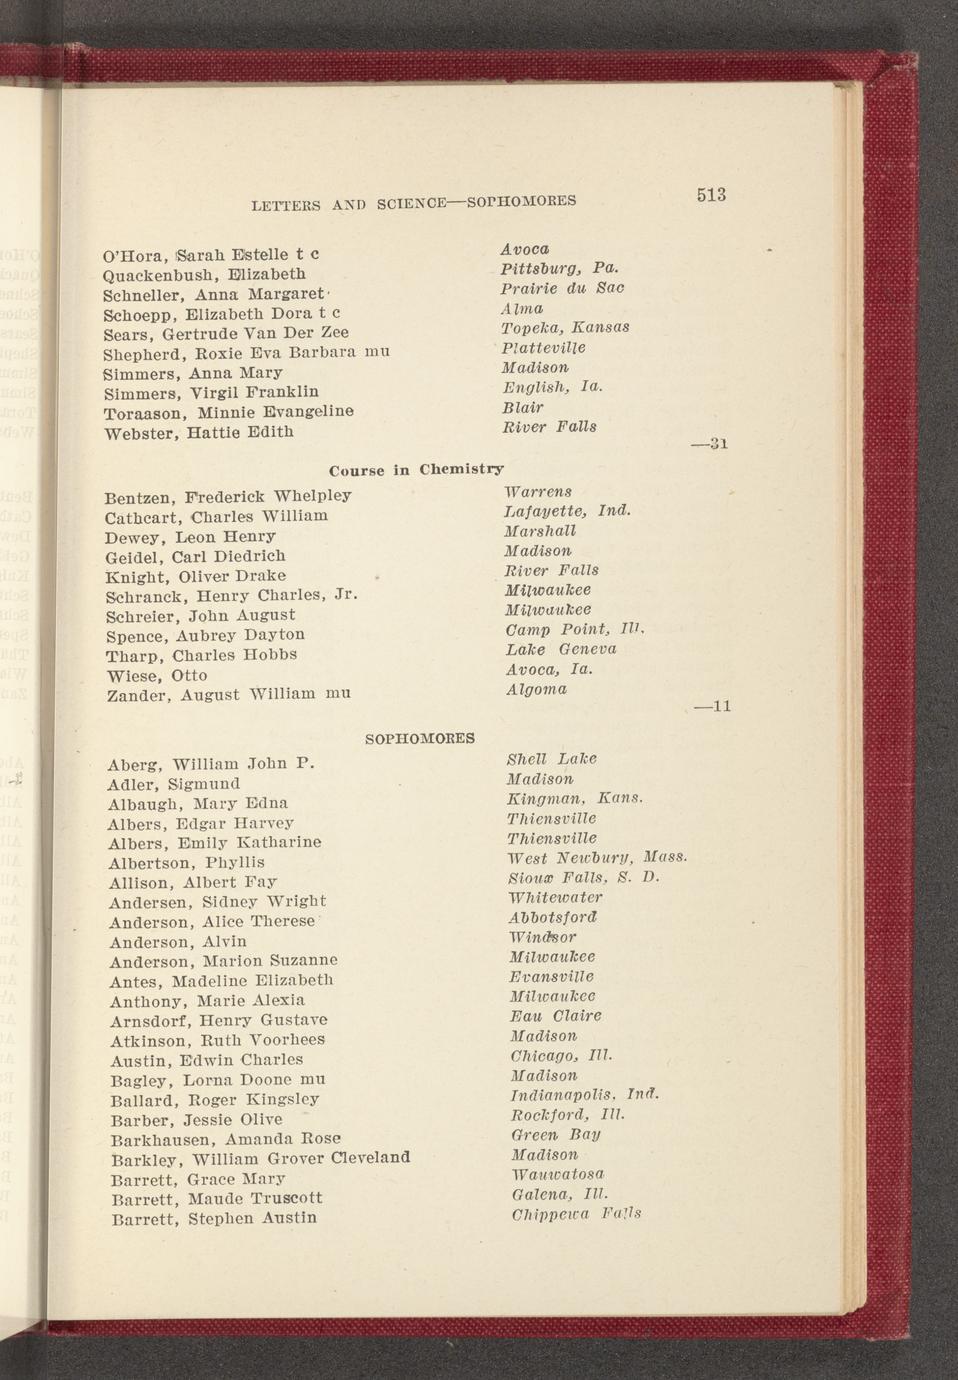 LETTERS AND SCIENCE—SOPHOMORES 513
O'Hora, Sarah Estelle t c Avoca
Quackenbush, Elizabeth Pittsburg, Pa.
Schneller, Anna Margaret Prairie du Sac
Schoepp, Elizabeth Dora t c Alma
Sears, Gertrude Van Der Zee Topeka, Kansas
Shepherd, Roxie Eva Barbara mu Platteville
Simmers, Anna Mary Madison
Simmers, Virgil Franklin English, Ia.
Toraason, Minnie Evangeline Blair
Webster, Hattie Edith River Falls
—31
Course in Chemistry
Bentzen, Frederick Whelpley Warrens
Cathcart, Charles William Lafayette, Ind.
Dewey, Leon Henry Marshall
Geidel, Carl Diedrich Madison
Knight, Oliver Drake River Falls
Schranck, Henry Charles, Jr. Milwaukee
Schreier, John August Milwaukee
Spence, Aubrey Dayton Camp Point, Ill.
Tharp, Charles Hobbs Lake Geneva
Wiese, Otto Avoca, Ia.
Zander, August William mu Algoma
—11
SOPHOMORES
Aberg, William John P. Shell Lake
Adler, Sigmund Madison
Albaugh, Mary Edna Kingman, Kans.
Albers, Edgar Harvey Thiensville
Albers, Emily Katharine Thiensville
Albertson, Phyllis West Newbury, Mass.
Allison, Albert Fay Sioux Falls, S. D.
Andersen, Sidney Wright Whitewater
Anderson, Alice Therese Abbotsford
Anderson, Alvin Windsor
Anderson, Marion Suzanne Milwaukee
Antes, Madeline Elizabeth Evansville
Anthony, Marie Alexia Milwaukee
Arnsdorf, Henry Gustave Eau Claire
Atkinson, Ruth Voorhees Madison
Austin, Edwin Charles Chicago, Ill.
Bagley, Lorna Doone mu Madison
Ballard, Roger Kingsley Indianapolis, Ind.
Barber, Jessie Olive Rockford, Ill.
Barkhausen, Amanda Rose Green Bay
Barkley, William Grover Cleveland Madison
Barrett, Grace Mary Wauwatosa
Barrett, Maude Truscott Galena, Ill.
Barrett, Stephen Austin Chippewa Falls